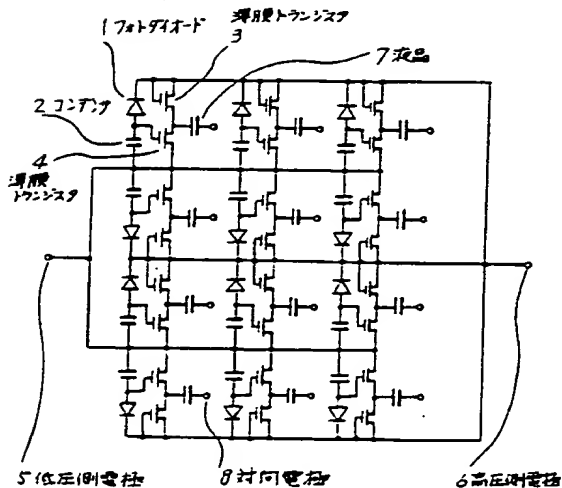 1 フォトダイオード
薄膜トランジスタ
3
7 液晶
2 コンデンサ
4
薄膜
トランジスタ
5 低圧側電極
8 対向電極
6 高圧側電極